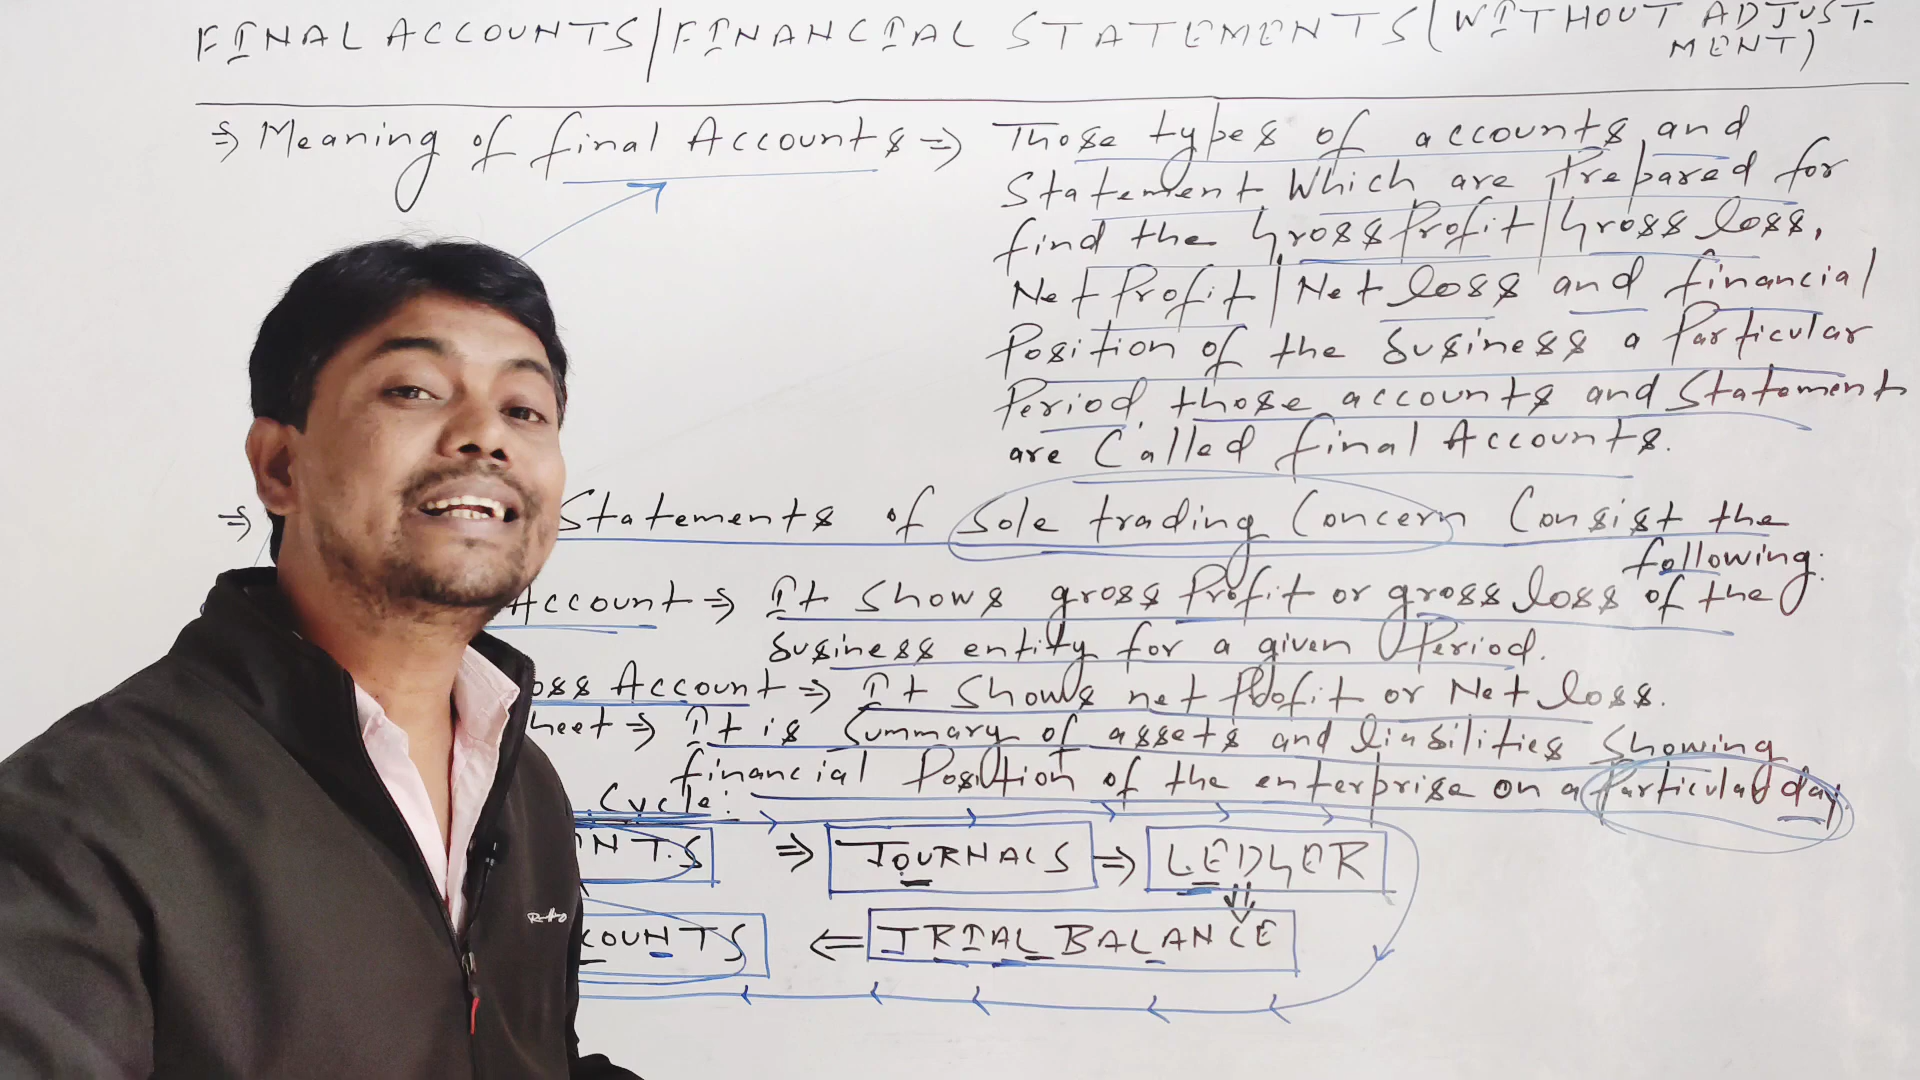 FINAL ACCOUNTS/FINANCIAL STATEMENTS (WITHOUT ADJUST-
MENT)
⇒ Meaning of final Accounts ⇒ Those types of accounts and
Statement Which are Prepared for
find the Gross Profit/Gross loss,
Net Profit/Net loss and financial
Position of the business a Particular
Period, those accounts and Statement
are Called final Accounts.
⇒ Statements of Sole trading Concern Consist the
following:
Account ⇒ It Shows gross Profit or gross loss of the
business entity for a given Period.
oss Account ⇒ It Shows net Profit or Net loss.
heet ⇒ It is Summary of assets and liabilities Showing
financial Position of the enterprise on a Particular day.
Cycle:
NTS ⇒ JOURNALS ⇒ LEDGER
⇓
COUNTS ⇐ TRIAL BALANCE